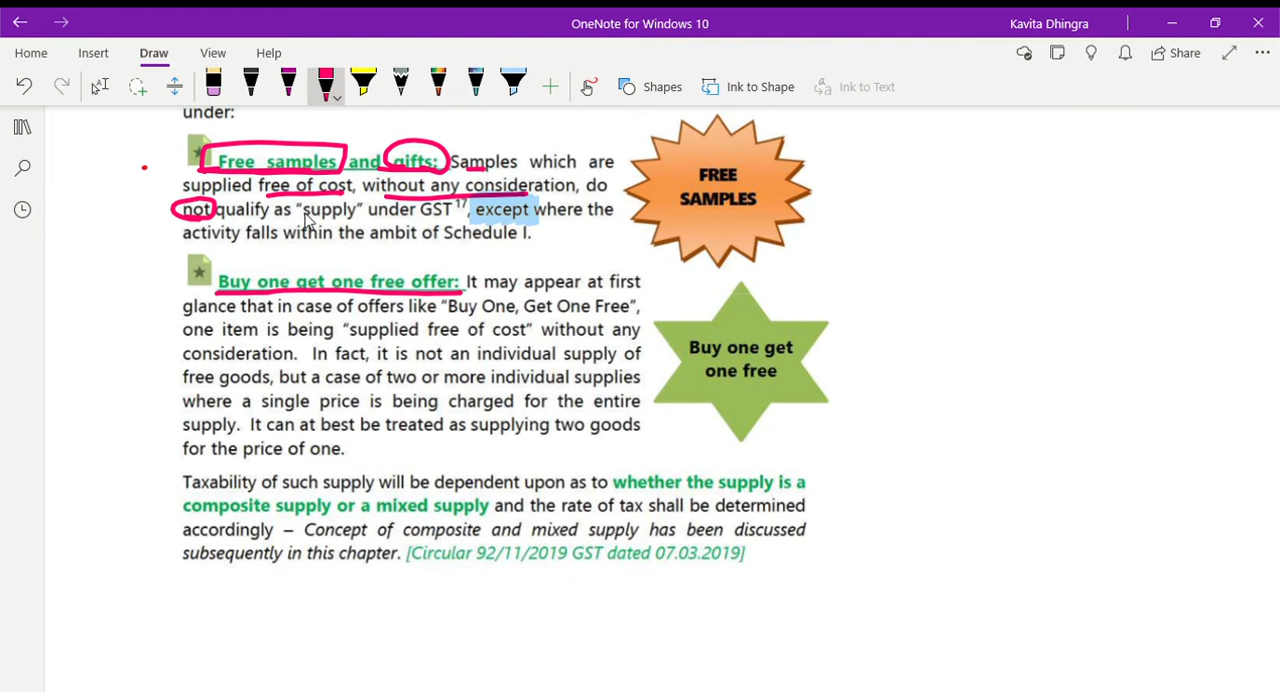 OneNote for Windows 10
Kavita Dhingra
Home Insert Draw View Help
Share
Shapes Ink to Shape Ink to Text
under:
Free samples and gifts: Samples which are
supplied free of cost, without any consideration, do
not qualify as “supply” under GST17, except where the
activity falls within the ambit of Schedule I.
FREE
SAMPLES
Buy one get one free offer: It may appear at first
glance that in case of offers like “Buy One, Get One Free”,
one item is being “supplied free of cost” without any
consideration. In fact, it is not an individual supply of
free goods, but a case of two or more individual supplies
where a single price is being charged for the entire
supply. It can at best be treated as supplying two goods
for the price of one.
Buy one get
one free
Taxability of such supply will be dependent upon as to whether the supply is a
composite supply or a mixed supply and the rate of tax shall be determined
accordingly – Concept of composite and mixed supply has been discussed
subsequently in this chapter. [Circular 92/11/2019 GST dated 07.03.2019]